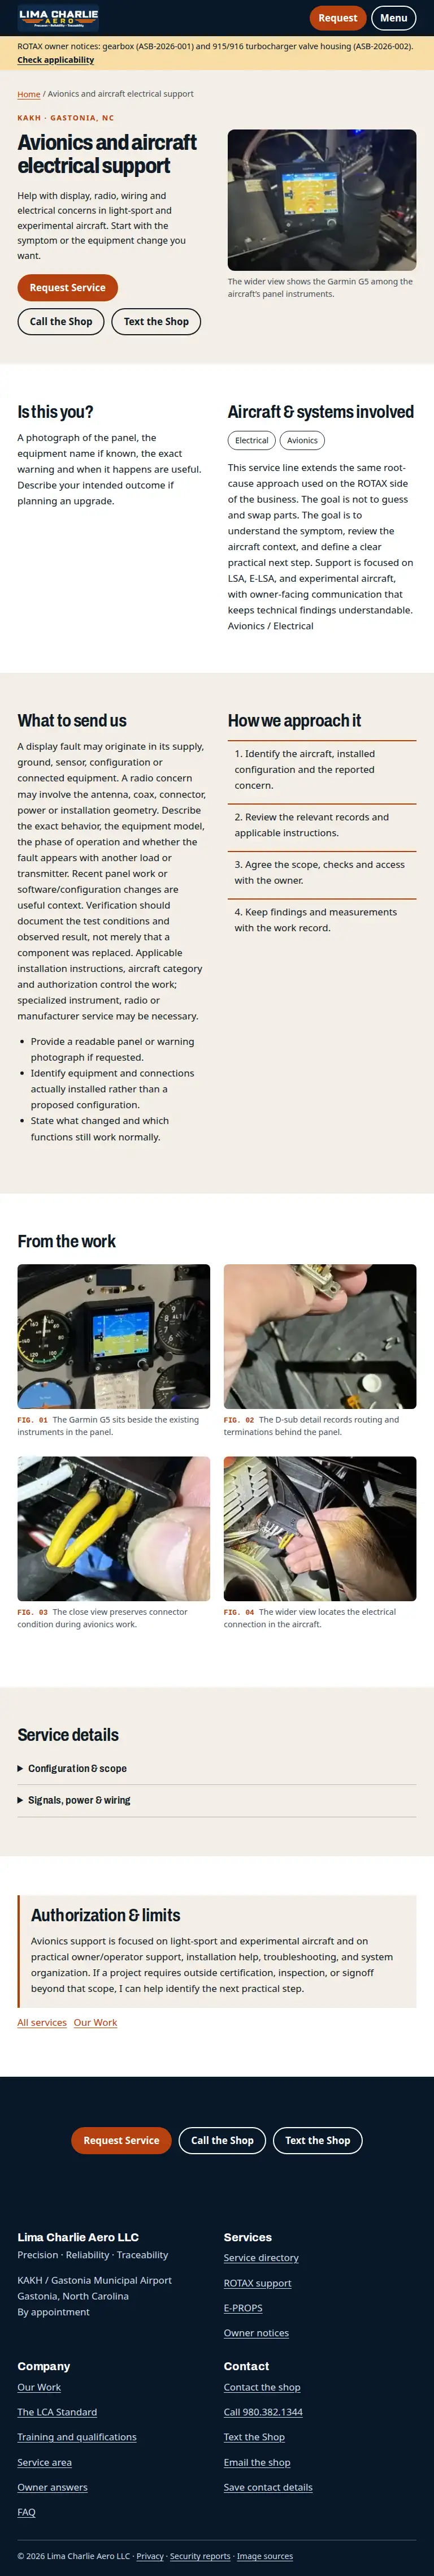 LIMA CHARLIE
AERO
Precision · Reliability · Traceability
Request
Menu
ROTAX owner notices: gearbox (ASB-2026-001) and 915/916 turbocharger valve housing (ASB-2026-002).
Check applicability
Home / Avionics and aircraft electrical support
KAKH · GASTONIA, NC
Avionics and aircraft
electrical support
Help with display, radio, wiring and
electrical concerns in light-sport and
experimental aircraft. Start with the
symptom or the equipment change you
want.
Request Service
Call the Shop
Text the Shop
The wider view shows the Garmin G5 among the
aircraft's panel instruments.
Is this you?
A photograph of the panel, the
equipment name if known, the exact
warning and when it happens are useful.
Describe your intended outcome if
planning an upgrade.
Aircraft & systems involved
Electrical
Avionics
This service line extends the same root-
cause approach used on the ROTAX side
of the business. The goal is not to guess
and swap parts. The goal is to
understand the symptom, review the
aircraft context, and define a clear
practical next step. Support is focused on
LSA, E-LSA, and experimental aircraft,
with owner-facing communication that
keeps technical findings understandable.
Avionics / Electrical
What to send us
A display fault may originate in its supply,
ground, sensor, configuration or
connected equipment. A radio concern
may involve the antenna, coax, connector,
power or installation geometry. Describe
the exact behavior, the equipment model,
the phase of operation and whether the
fault appears with another load or
transmitter. Recent panel work or
software/configuration changes are
useful context. Verification should
document the test conditions and
observed result, not merely that a
component was replaced. Applicable
installation instructions, aircraft category
and authorization control the work;
specialized instrument, radio or
manufacturer service may be necessary.
• Provide a readable panel or warning
photograph if requested.
• Identify equipment and connections
actually installed rather than a
proposed configuration.
• State what changed and which
functions still work normally.
How we approach it
1. Identify the aircraft, installed
configuration and the reported
concern.
2. Review the relevant records and
applicable instructions.
3. Agree the scope, checks and access
with the owner.
4. Keep findings and measurements
with the work record.
From the work
FIG. 01 The Garmin G5 sits beside the existing
instruments in the panel.
FIG. 02 The D-sub detail records routing and
terminations behind the panel.
FIG. 03 The close view preserves connector
condition during avionics work.
FIG. 04 The wider view locates the electrical
connection in the aircraft.
Service details
Configuration & scope
Signals, power & wiring
Authorization & limits
Avionics support is focused on light-sport and experimental aircraft and on
practical owner/operator support, installation help, troubleshooting, and system
organization. If a project requires outside certification, inspection, or signoff
beyond that scope, I can help identify the next practical step.
All services Our Work
Request Service
Call the Shop
Text the Shop
Lima Charlie Aero LLC
Precision · Reliability · Traceability
KAKH / Gastonia Municipal Airport
Gastonia, North Carolina
By appointment
Services
Service directory
ROTAX support
E-PROPS
Owner notices
Company
Our Work
The LCA Standard
Training and qualifications
Service area
Owner answers
FAQ
Contact
Contact the shop
Call 980.382.1344
Text the Shop
Email the shop
Save contact details
© 2026 Lima Charlie Aero LLC · Privacy · Security reports · Image sources